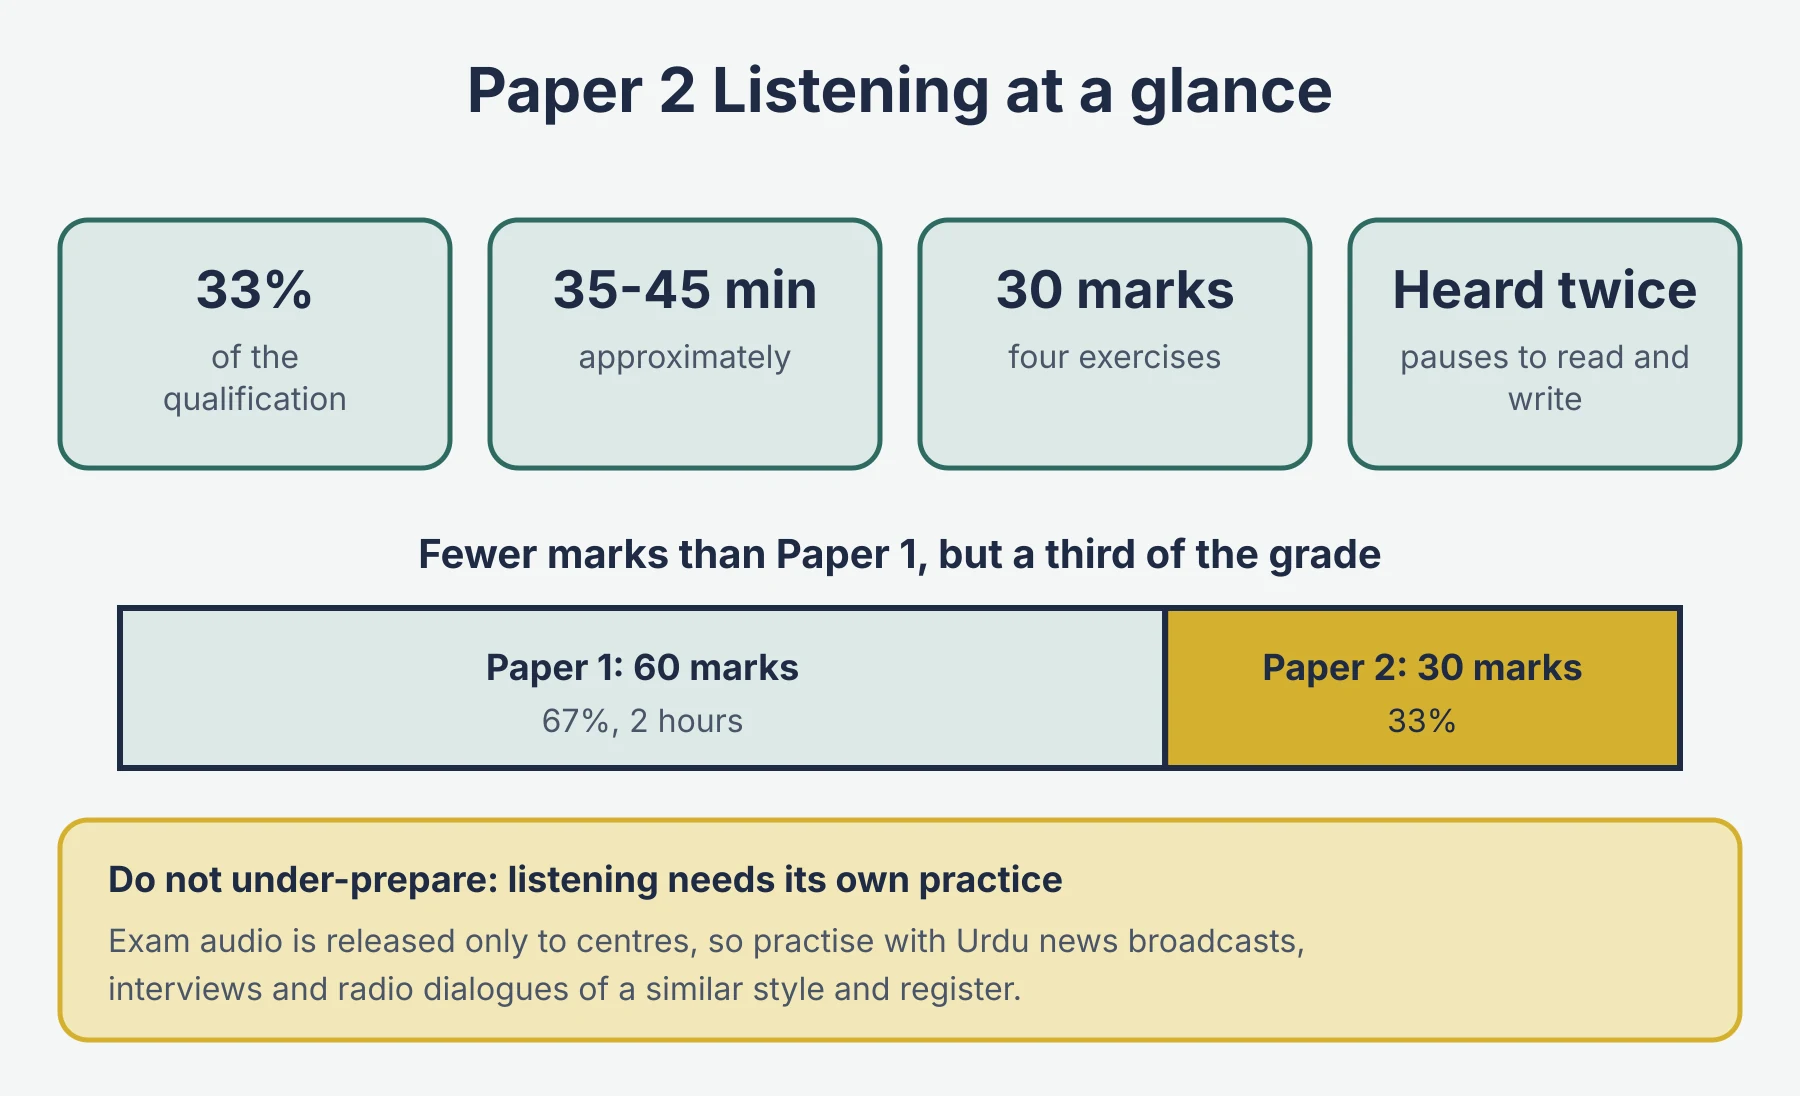 Paper 2 Listening at a glance
33%
of the
qualification
35-45 min
approximately
30 marks
four exercises
Heard twice
pauses to read and
write
Fewer marks than Paper 1, but a third of the grade
Paper 1: 60 marks
67%, 2 hours
Paper 2: 30 marks
33%
Do not under-prepare: listening needs its own practice
Exam audio is released only to centres, so practise with Urdu news broadcasts,
interviews and radio dialogues of a similar style and register.